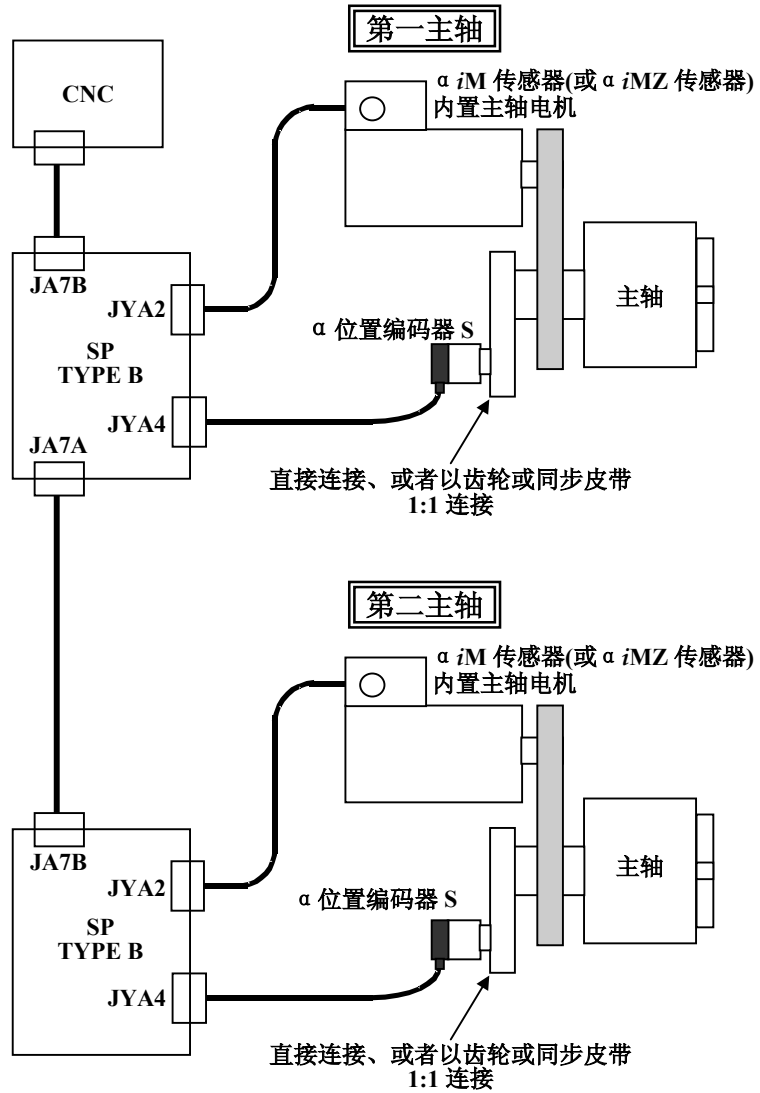 第一主轴
α iM 传感器(或 α iMZ 传感器)
内置主轴电机
CNC
JA7B
JYA2
主轴
α 位置编码器 S
SP
TYPE B
JYA4
JA7A
直接连接、或者以齿轮或同步皮带
1:1 连接
第二主轴
α iM 传感器(或 α iMZ 传感器)
内置主轴电机
JA7B
JYA2
主轴
α 位置编码器 S
SP
TYPE B
JYA4
直接连接、或者以齿轮或同步皮带
1:1 连接